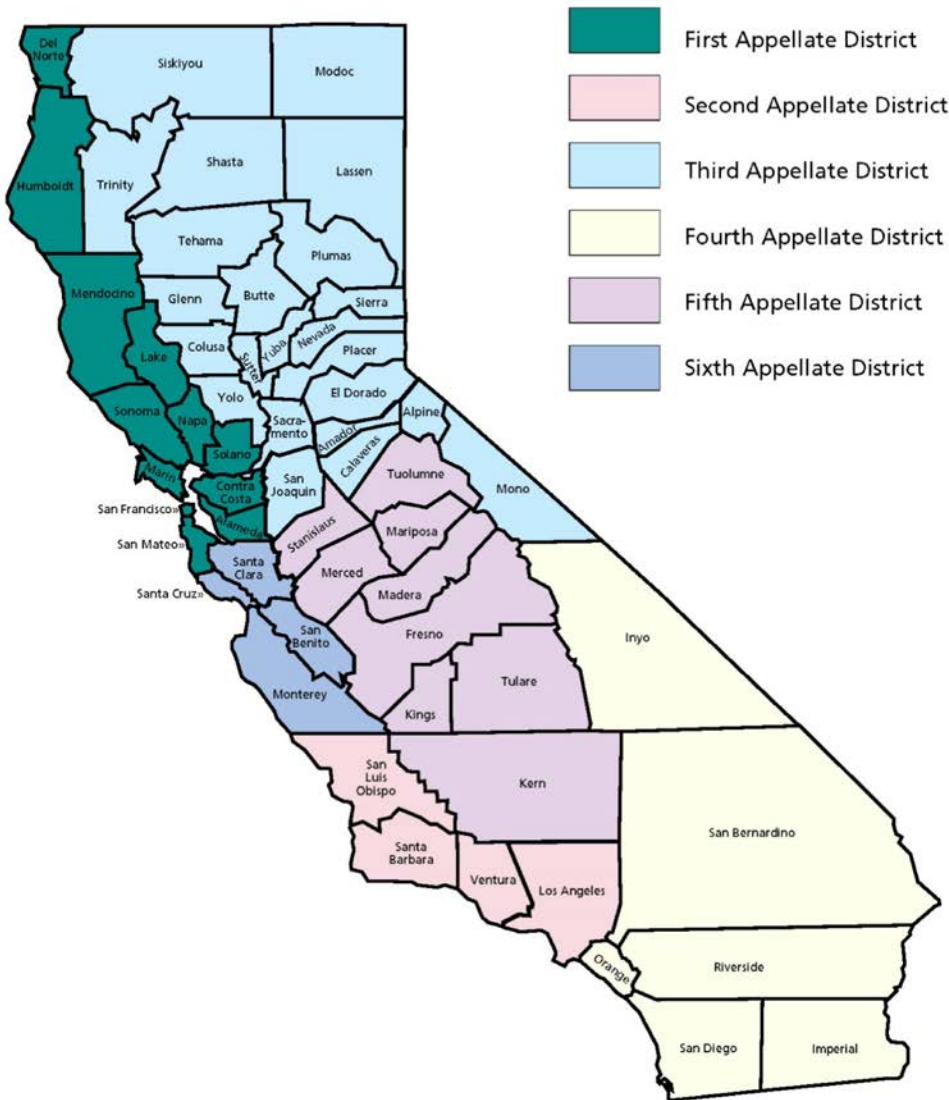 Del
Norte
Siskiyou
Modoc
First Appellate District
Second Appellate District
Third Appellate District
Fourth Appellate District
Fifth Appellate District
Sixth Appellate District
Humboldt
Trinity
Shasta
Lassen
Tehama
Plumas
Mendocino
Glenn
Butte
Sierra
Lake
Colusa
Sutter
Yuba
Nevada
Placer
Sonoma
Napa
Yolo
El Dorado
Sacra-
mento
Alpine
Amador
Calaveras
Solano
Marin
Contra
Costa
San
Joaquin
Tuolumne
Mono
San Francisco»
Alameda
Stanislaus
Mariposa
San Mateo»
Santa
Clara
Merced
Madera
Santa Cruz»
San
Benito
Fresno
Inyo
Monterey
Kings
Tulare
San
Luis
Obispo
Kern
San Bernardino
Santa
Barbara
Ventura
Los Angeles
Orange
Riverside
San Diego
Imperial